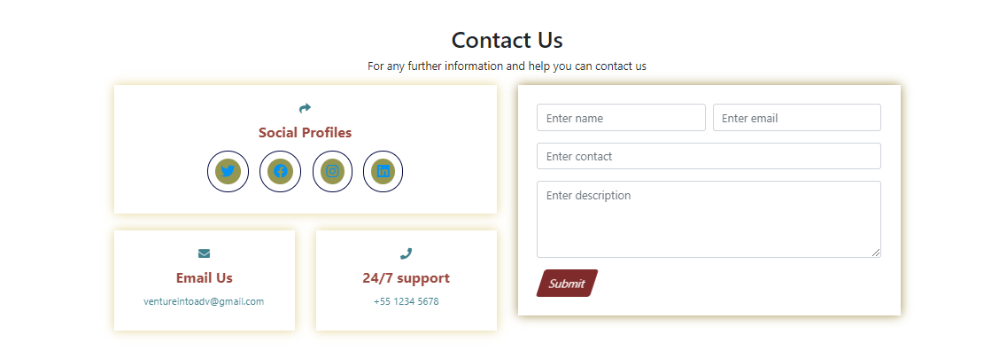 Contact Us
For any further information and help you can contact us
Social Profiles
Email Us
ventureintoadv@gmail.com
24/7 support
+55 1234 5678
Enter name
Enter email
Enter contact
Enter description
Submit